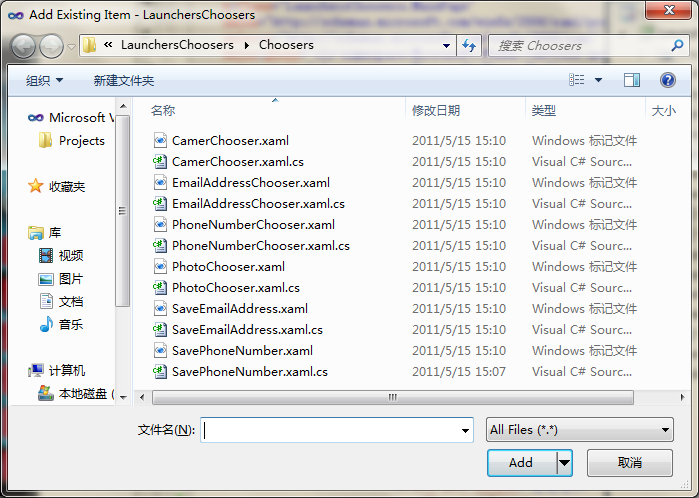 Add Existing Item - LaunchersChoosers
LaunchersChoosers Choosers
搜索 Choosers
组织 新建文件夹
名称 修改日期 类型 大小
Microsoft V
Projects
收藏夹
库
视频
图片
文档
音乐
计算机
本地磁盘 (
CamerChooser.xaml 2011/5/15 15:10 Windows 标记文件
CamerChooser.xaml.cs 2011/5/15 15:10 Visual C# Sourc...
EmailAddressChooser.xaml 2011/5/15 15:10 Windows 标记文件
EmailAddressChooser.xaml.cs 2011/5/15 15:10 Visual C# Sourc...
PhoneNumberChooser.xaml 2011/5/15 15:10 Windows 标记文件
PhoneNumberChooser.xaml.cs 2011/5/15 15:10 Visual C# Sourc...
PhotoChooser.xaml 2011/5/15 15:10 Windows 标记文件
PhotoChooser.xaml.cs 2011/5/15 15:10 Visual C# Sourc...
SaveEmailAddress.xaml 2011/5/15 15:10 Windows 标记文件
SaveEmailAddress.xaml.cs 2011/5/15 15:10 Visual C# Sourc...
SavePhoneNumber.xaml 2011/5/15 15:10 Windows 标记文件
SavePhoneNumber.xaml.cs 2011/5/15 15:07 Visual C# Sourc...
文件名(N): All Files (*.*)
Add 取消